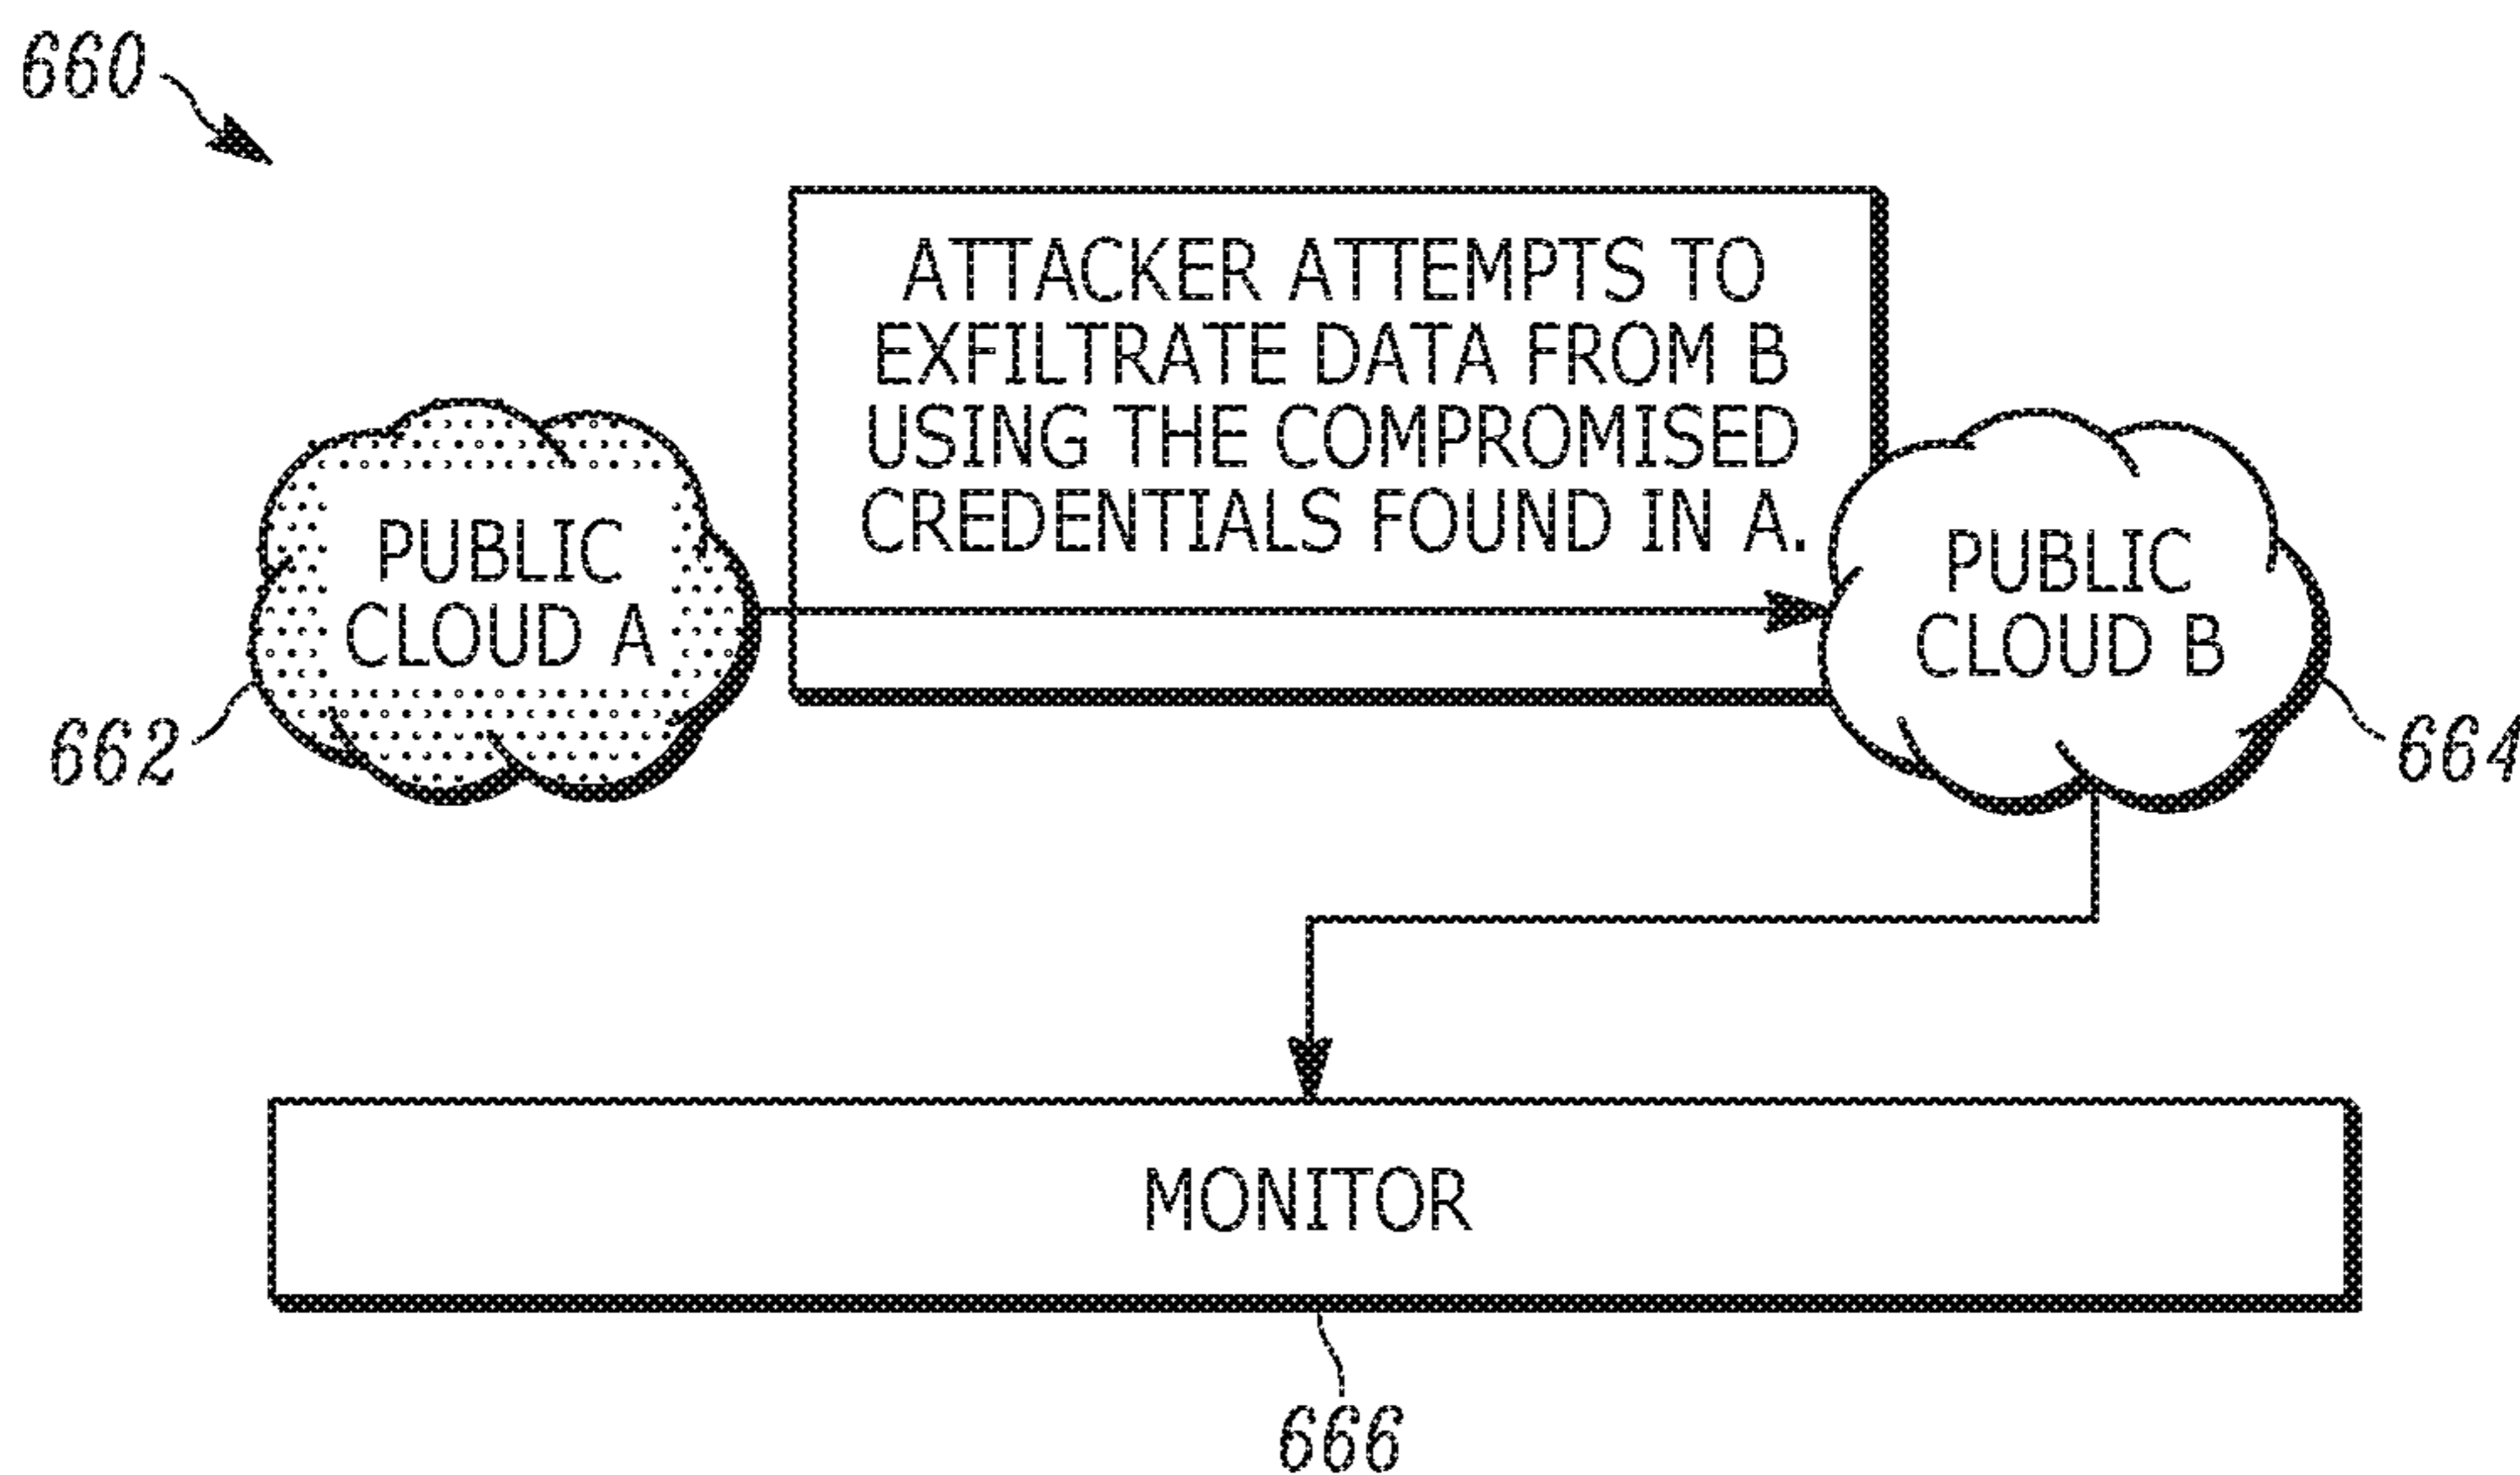 660
ATTACKER ATTEMPTS TO
EXFILTRATE DATA FROM B
USING THE COMPROMISED
CREDENTIALS FOUND IN A.
PUBLIC
CLOUD A
PUBLIC
CLOUD B
662
664
MONITOR
666